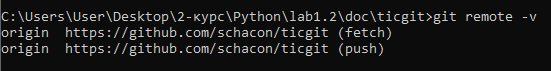 C:\Users\User\Desktop\2-курс\Python\lab1.2\doc\ticgit>git remote -v
origin  https://github.com/schacon/ticgit (fetch)
origin  https://github.com/schacon/ticgit (push)